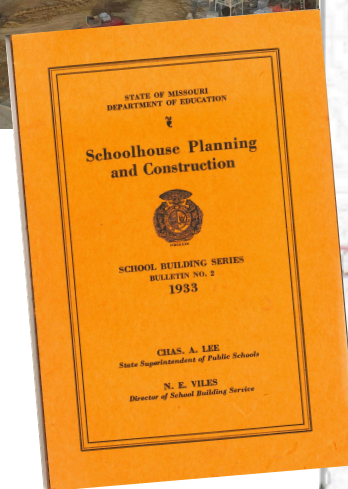 STATE OF MISSOURI
DEPARTMENT OF EDUCATION
Schoolhouse Planning
and Construction
SCHOOL BUILDING SERIES
BULLETIN NO. 2
1933
CHAS. A. LEE
State Superintendent of Public Schools
N. E. VILES
Director of School Building Service